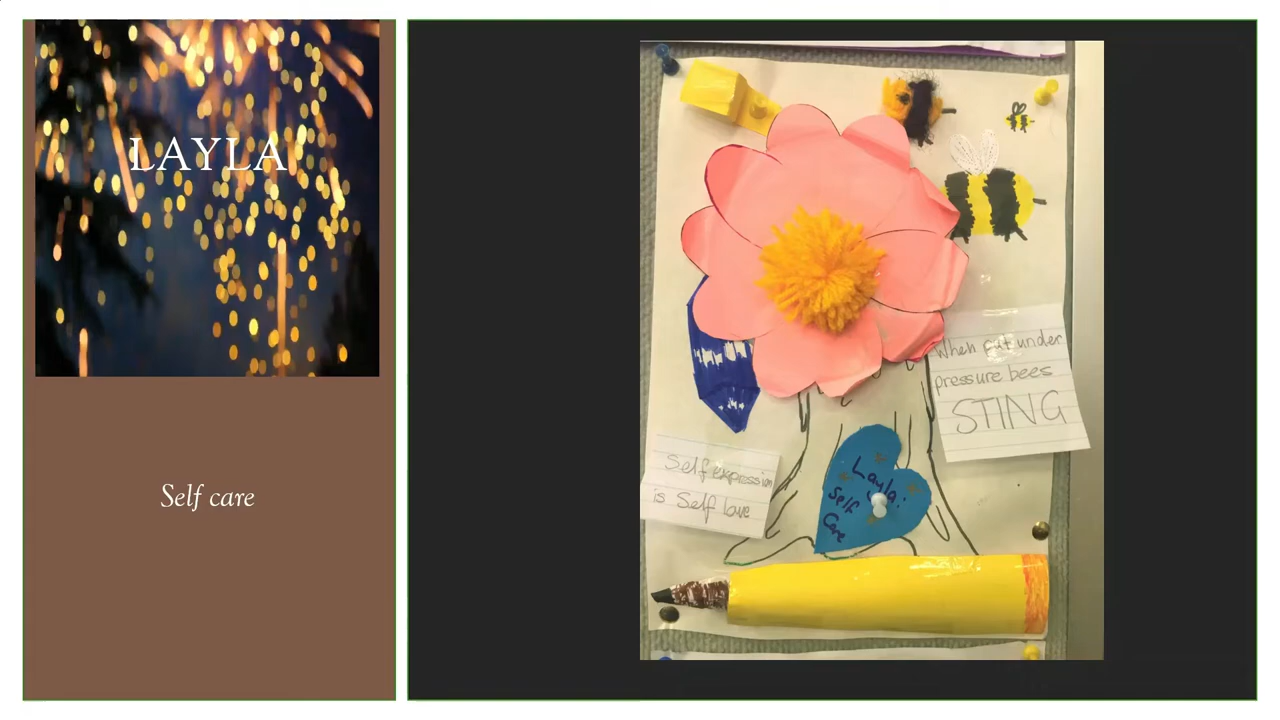 LAYLA
Self care
When put under
pressure bees
STING
Self expression
is Self love
Layla:
Self
Care